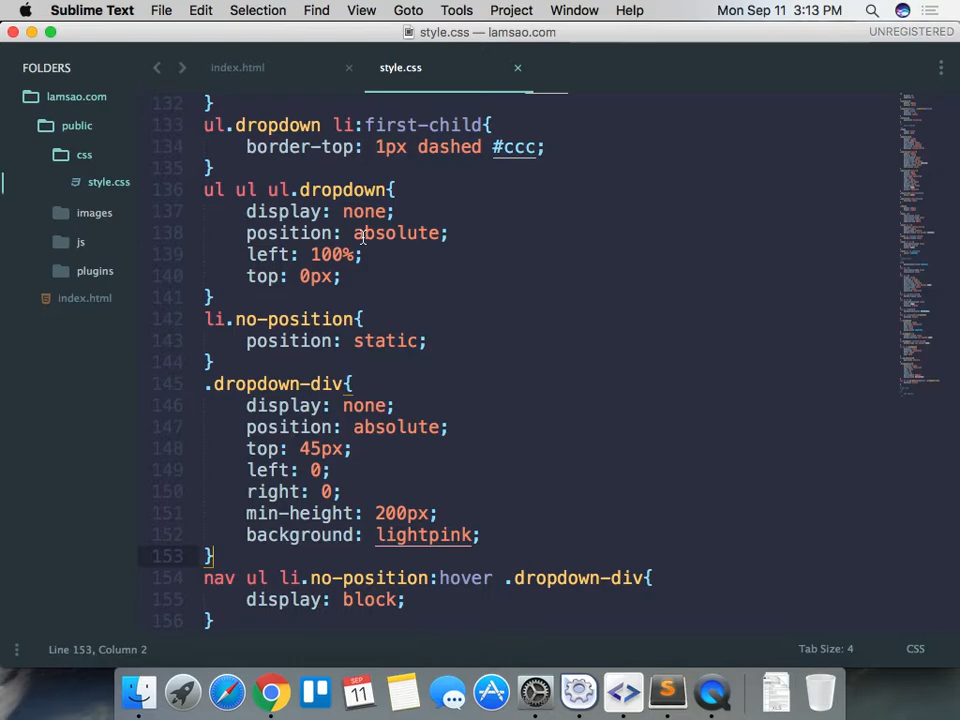 Sublime Text File Edit Selection Find View Goto Tools Project Window Help Mon Sep 11 3:13 PM
style.css — lamsao.com UNREGISTERED
FOLDERS
lamsao.com
public
css
style.css
images
js
plugins
index.html
index.html × style.css ×
132 }
133 ul.dropdown li:first-child{
134 border-top: 1px dashed #ccc;
135 }
136 ul ul ul.dropdown{
137 display: none;
138 position: absolute;
139 left: 100%;
140 top: 0px;
141 }
142 li.no-position{
143 position: static;
144 }
145 .dropdown-div{
146 display: none;
147 position: absolute;
148 top: 45px;
149 left: 0;
150 right: 0;
151 min-height: 200px;
152 background: lightpink;
153 }
154 nav ul li.no-position:hover .dropdown-div{
155 display: block;
156 }
Line 153, Column 2 Tab Size: 4 CSS
SEP
11